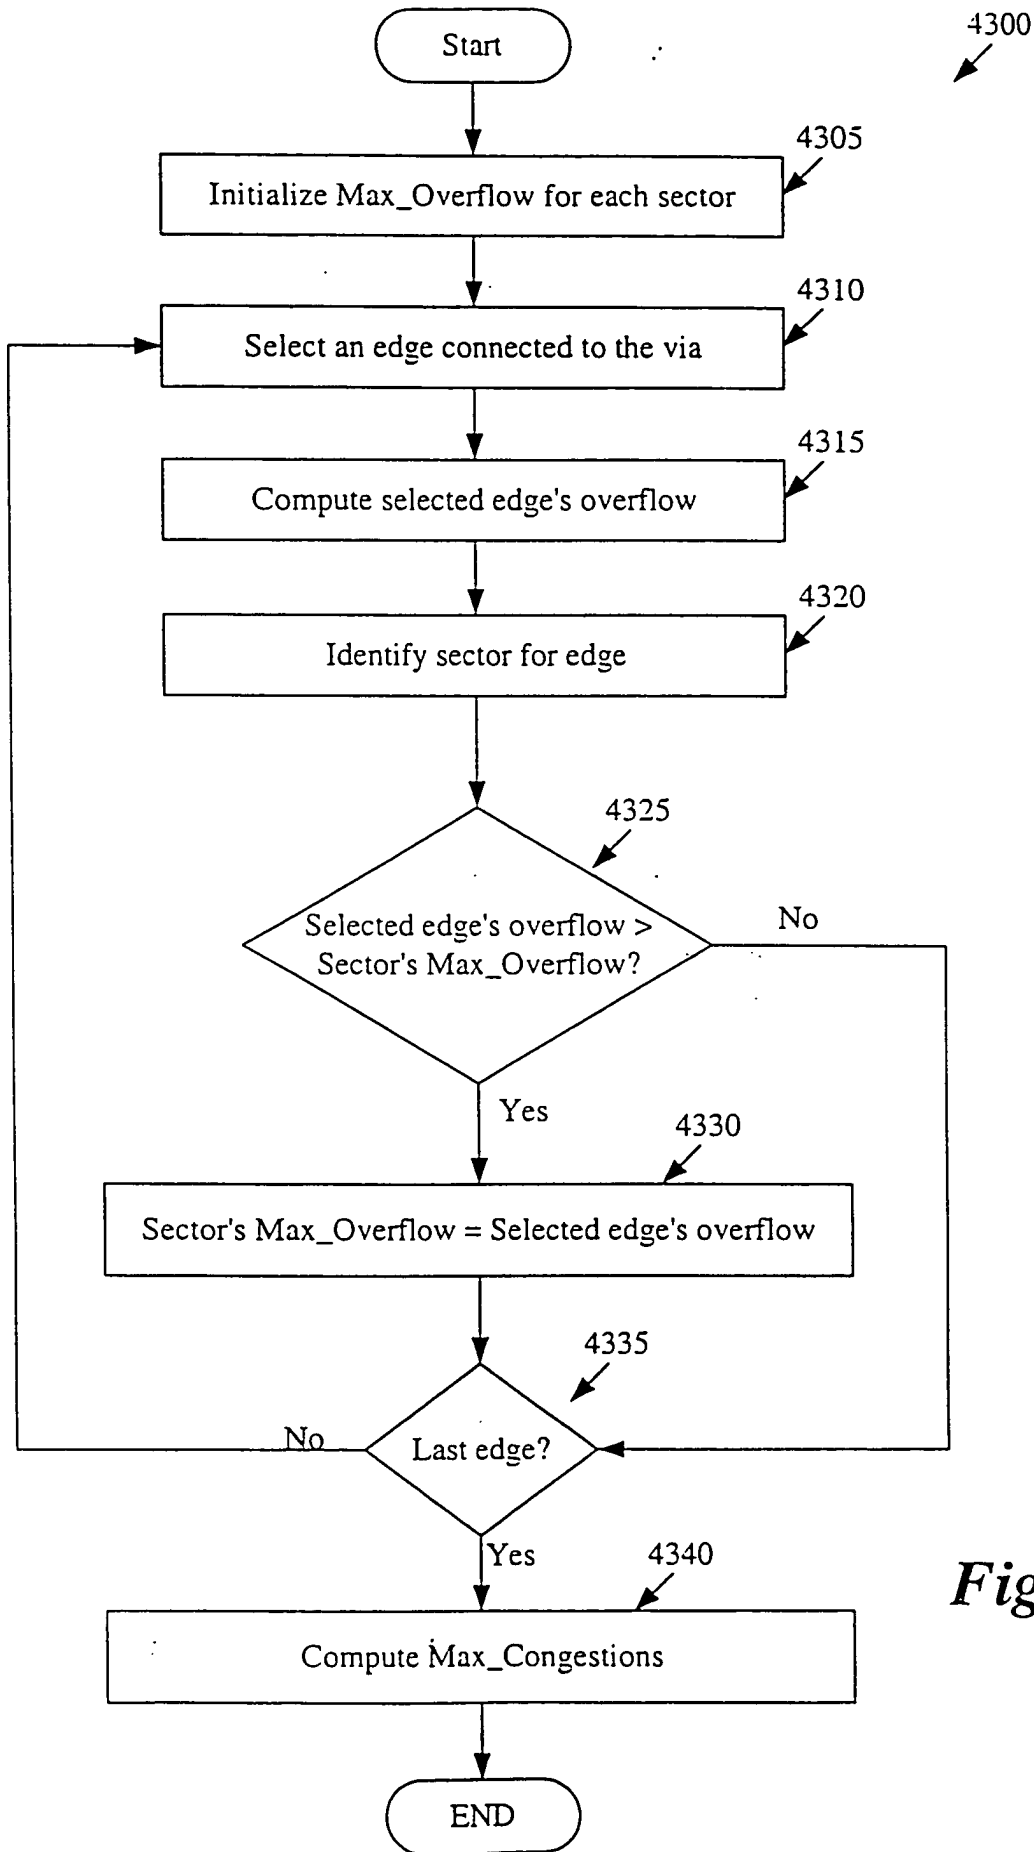 Start
4300
4305
Initialize Max_Overflow for each sector
4310
Select an edge connected to the via
4315
Compute selected edge's overflow
4320
Identify sector for edge
4325
Selected edge's overflow >
Sector's Max_Overflow?
No
Yes
4330
Sector's Max_Overflow = Selected edge's overflow
4335
No
Last edge?
Yes
4340
Fig
Compute Max_Congestions
END